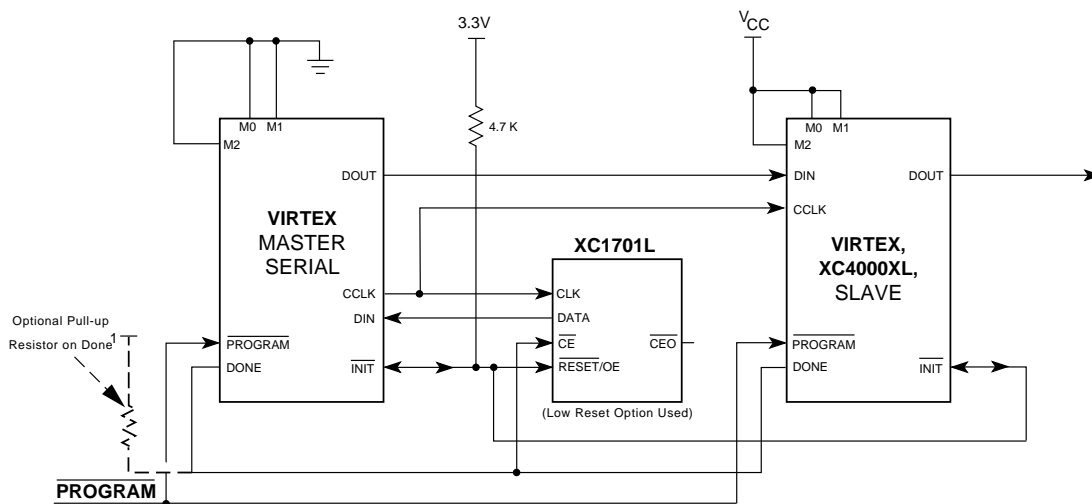 3.3V
VCC
4.7 K
M0 M1
M2
DOUT
VIRTEX
MASTER
SERIAL
CCLK
DIN
PROGRAM
DONE
INIT
Optional Pull-up
Resistor on Done
1
XC1701L
CLK
DATA
CE
CEO
RESET/OE
(Low Reset Option Used)
M0 M1
M2
DIN
DOUT
CCLK
VIRTEX,
XC4000XL,
SLAVE
PROGRAM
DONE
INIT
PROGRAM